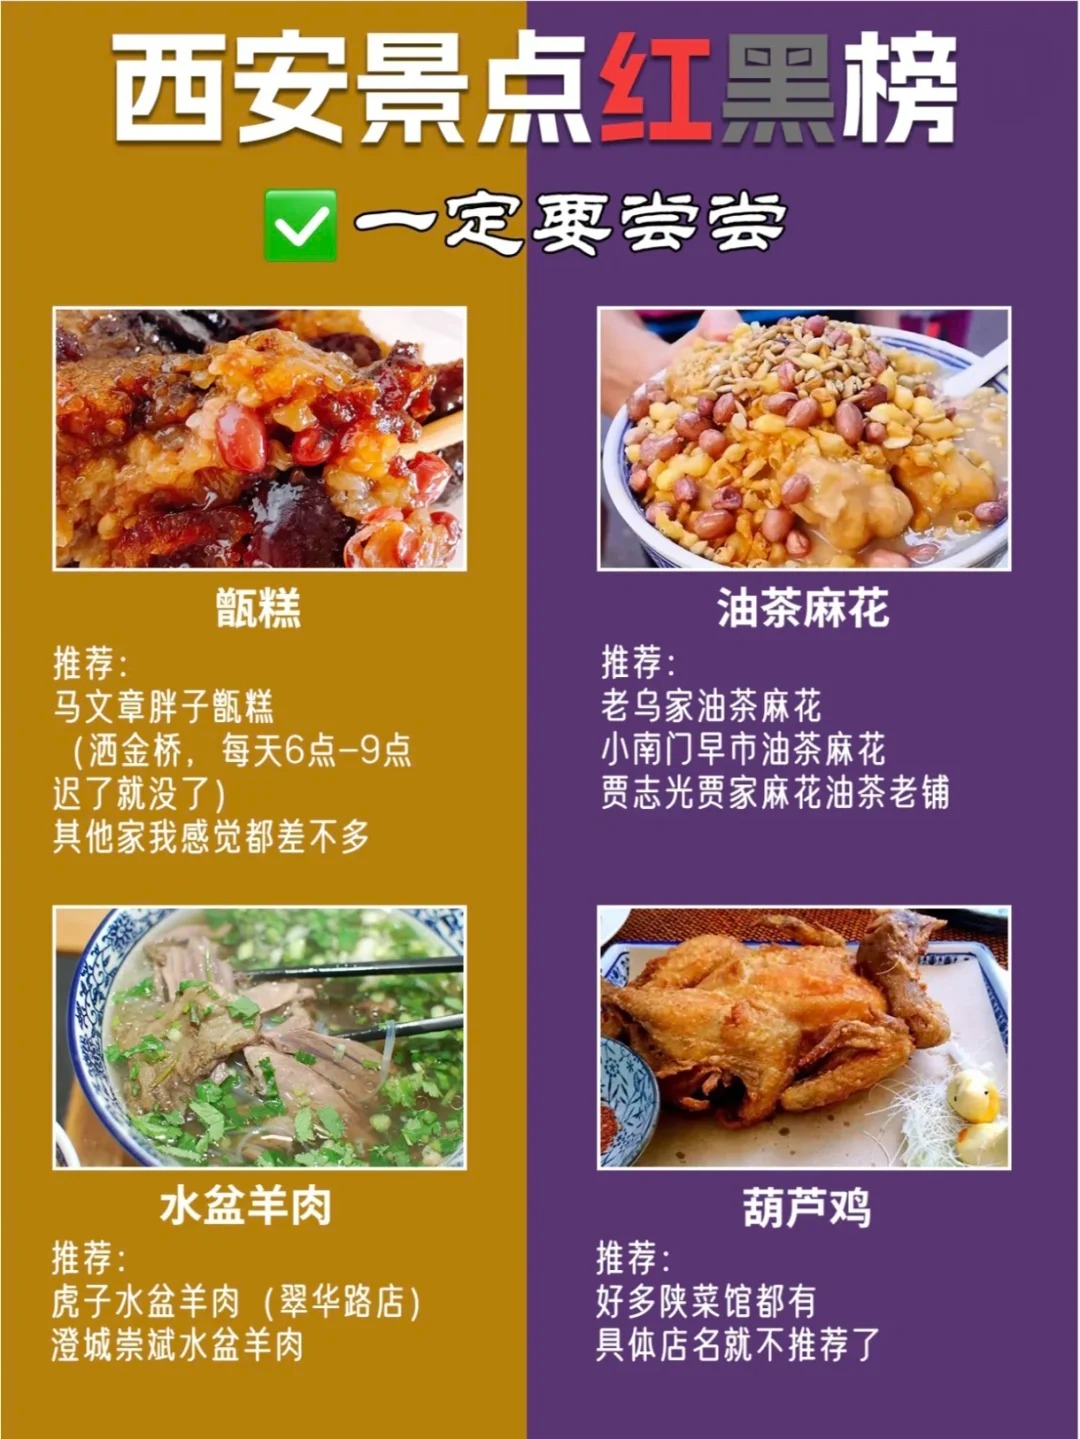 西安景点红黑榜
一定要尝尝
甑糕
推荐：
马文章胖子甑糕
（洒金桥，每天6点-9点
迟了就没了）
其他家我感觉都差不多
油茶麻花
推荐：
老乌家油茶麻花
小南门早市油茶麻花
贾志光贾家麻花油茶老铺
水盆羊肉
推荐：
虎子水盆羊肉（翠华路店）
澄城崇斌水盆羊肉
葫芦鸡
推荐：
好多陕菜馆都有
具体店名就不推荐了